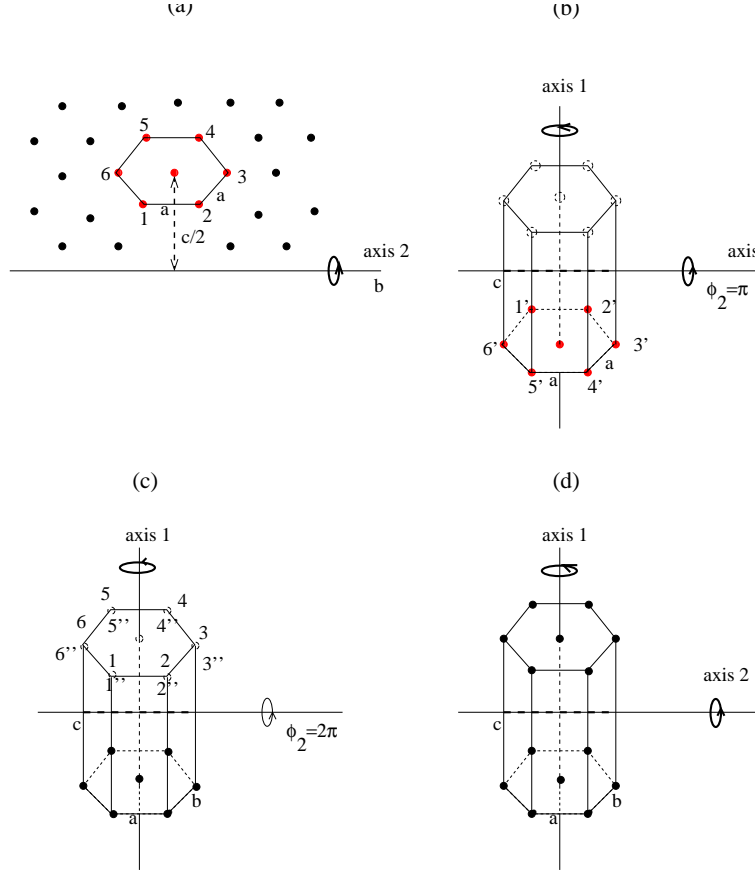 (a)
(b)
axis 1
5
4
6
3
a
a
1
2
c/2
axis 2
b
axis
c
ϕ₂=π
1’
2’
6’
3’
a
a
5’
4’
(c)
(d)
axis 1
axis 1
5
4
6
5’’
4’’
3
6’’
1
2
3’’
1’’
2’’
axis 2
c
ϕ₂=2π
c
b
a
b
a